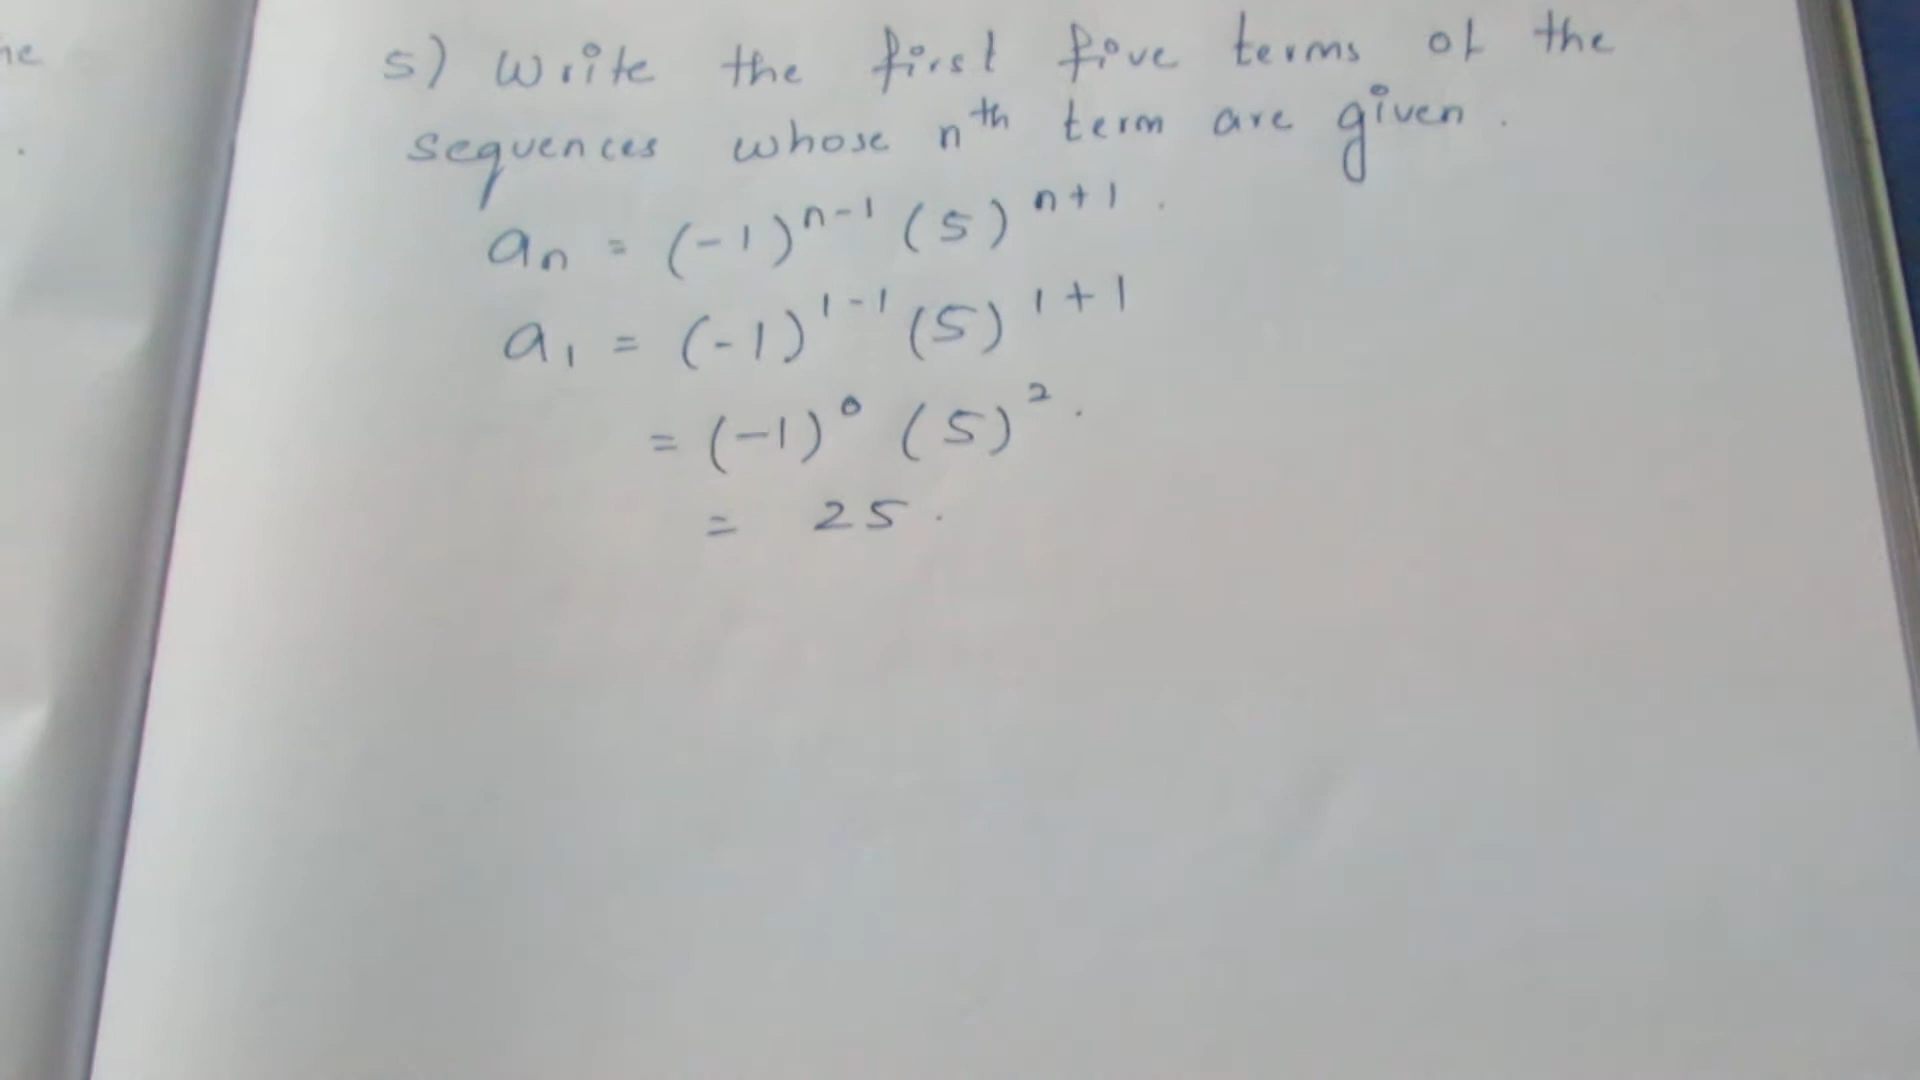 he
5) Write the first five terms of the
sequences whose nth term are given.
aₙ = (-1)ⁿ⁻¹ (5)ⁿ⁺¹.
a₁ = (-1)¹⁻¹ (5)¹⁺¹
= (-1)⁰ (5)².
= 25.